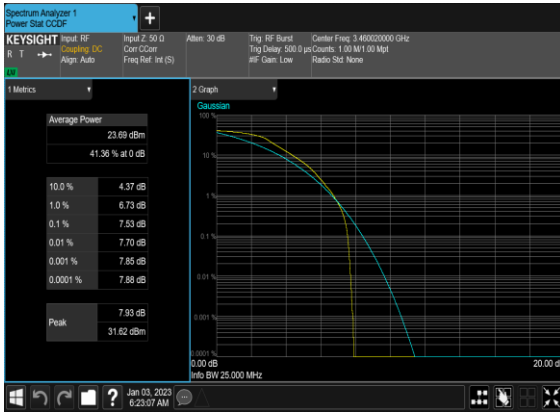 Spectrum Analyzer 1
Power Stat CCDF
KEYSIGHT
R T
LXI
Input: RF
Coupling: DC
Align: Auto
Input Z: 50 Ω
Corr CCorr
Freq Ref: Int (S)
Atten: 30 dB
Trig: RF Burst
Trig Delay: 500.0 µs
#IF Gain: Low
Center Freq: 3.460020000 GHz
Counts: 1.00 M/1.00 Mpt
Radio Std: None
1 Metrics
Average Power
23.69 dBm
41.36 % at 0 dB
10.0 % 4.37 dB
1.0 % 6.73 dB
0.1 % 7.53 dB
0.01 % 7.70 dB
0.001 % 7.85 dB
0.0001 % 7.88 dB
Peak
7.93 dB
31.62 dBm
2 Graph
Gaussian
100 %
10 %
1 %
0.1 %
0.01 %
0.001 %
0.0001 %
0.00 dB
20.00 d
Info BW 25.000 MHz
Jan 03, 2023
6:23:07 AM